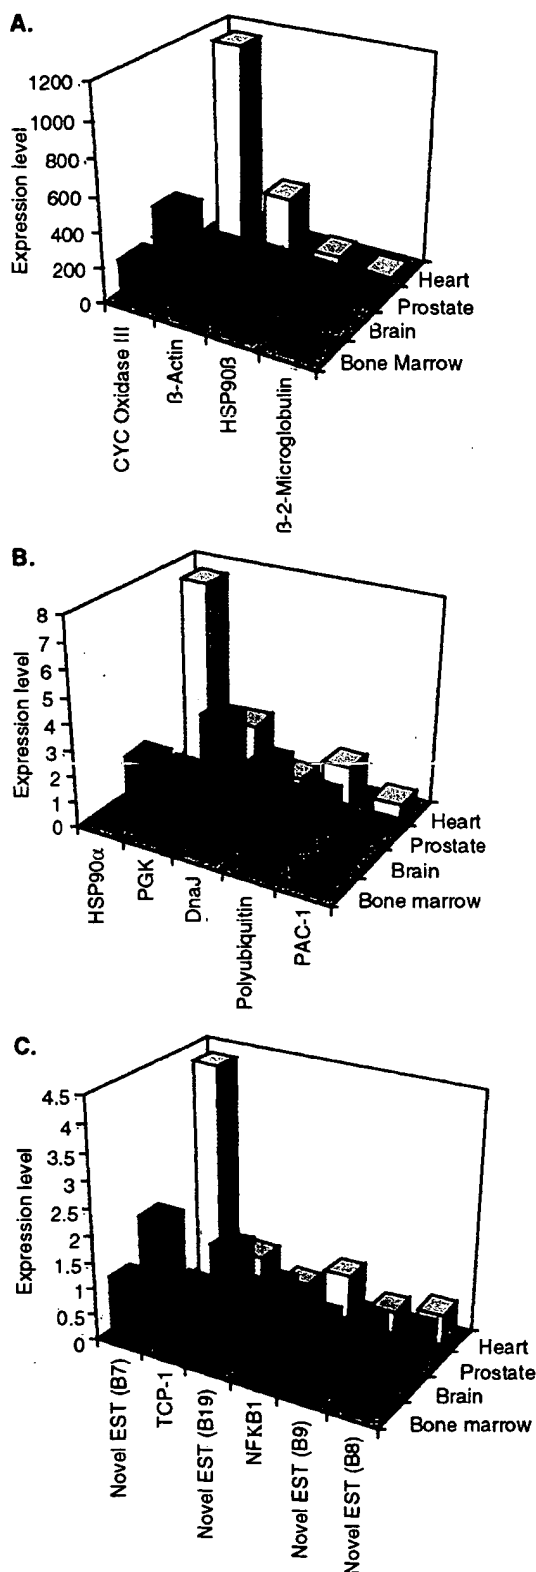 A.
Expression level
1200
1000
800
600
400
200
0
CYC Oxidase III
ß-Actin
HSP90ß
ß-2-Microglobulin
Heart
Prostate
Brain
Bone Marrow
B.
Expression level
8
7
6
5
4
3
2
1
0
HSP90α
PGK
DnaJ
Polyubiquitin
PAC-1
Heart
Prostate
Brain
Bone marrow
C.
Expression level
4.5
4
3.5
3
2.5
2
1.5
1
0.5
0
Novel EST (B7)
TCP-1
Novel EST (B19)
NFKB1
Novel EST (B9)
Novel EST (B8)
Heart
Prostate
Brain
Bone marrow